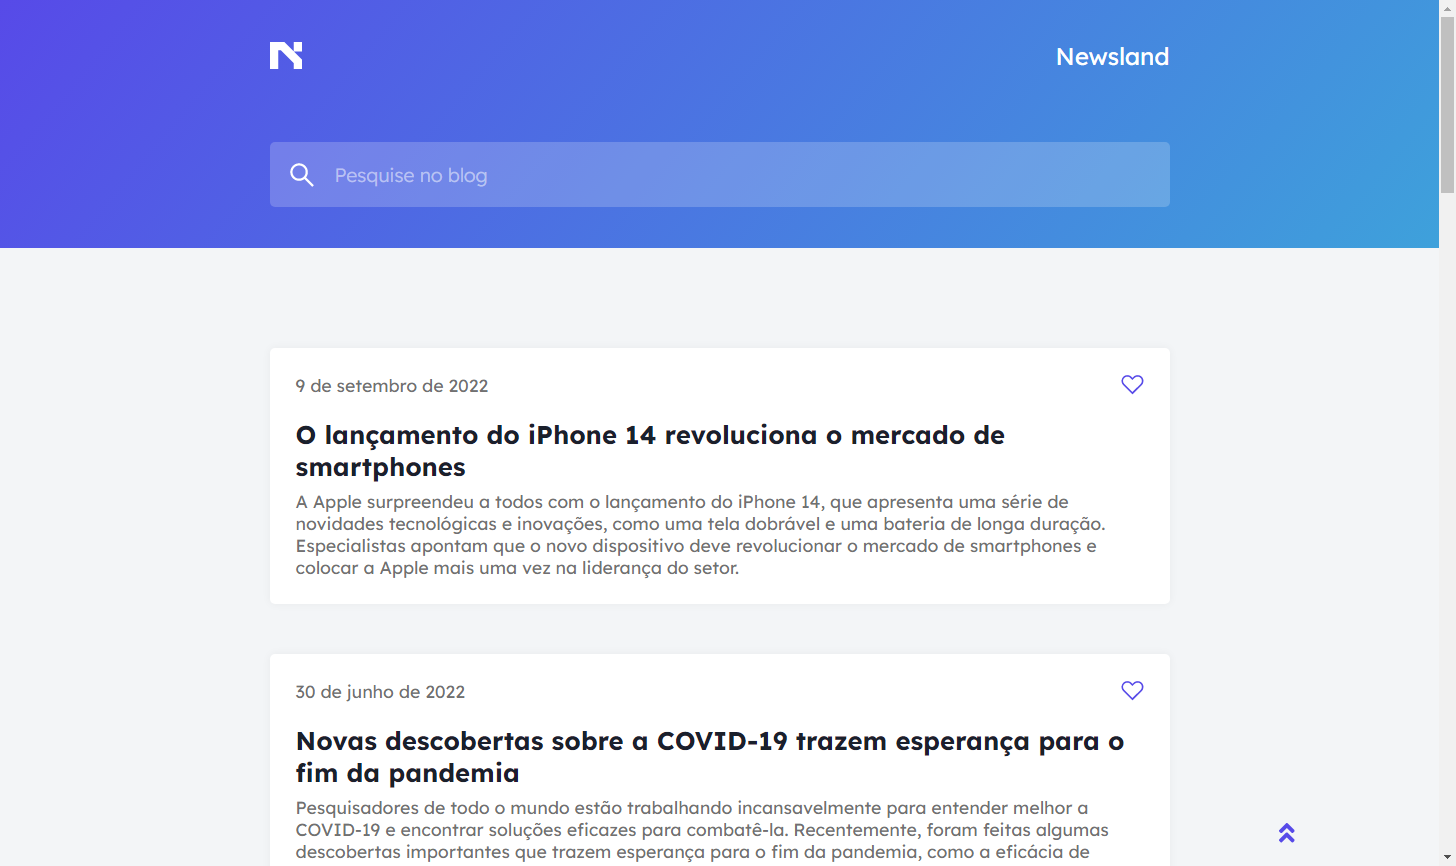 Newsland
Pesquise no blog
9 de setembro de 2022
O lançamento do iPhone 14 revoluciona o mercado de
smartphones
A Apple surpreendeu a todos com o lançamento do iPhone 14, que apresenta uma série de
novidades tecnológicas e inovações, como uma tela dobrável e uma bateria de longa duração.
Especialistas apontam que o novo dispositivo deve revolucionar o mercado de smartphones e
colocar a Apple mais uma vez na liderança do setor.
30 de junho de 2022
Novas descobertas sobre a COVID-19 trazem esperança para o
fim da pandemia
Pesquisadores de todo o mundo estão trabalhando incansavelmente para entender melhor a
COVID-19 e encontrar soluções eficazes para combatê-la. Recentemente, foram feitas algumas
descobertas importantes que trazem esperança para o fim da pandemia, como a eficácia de